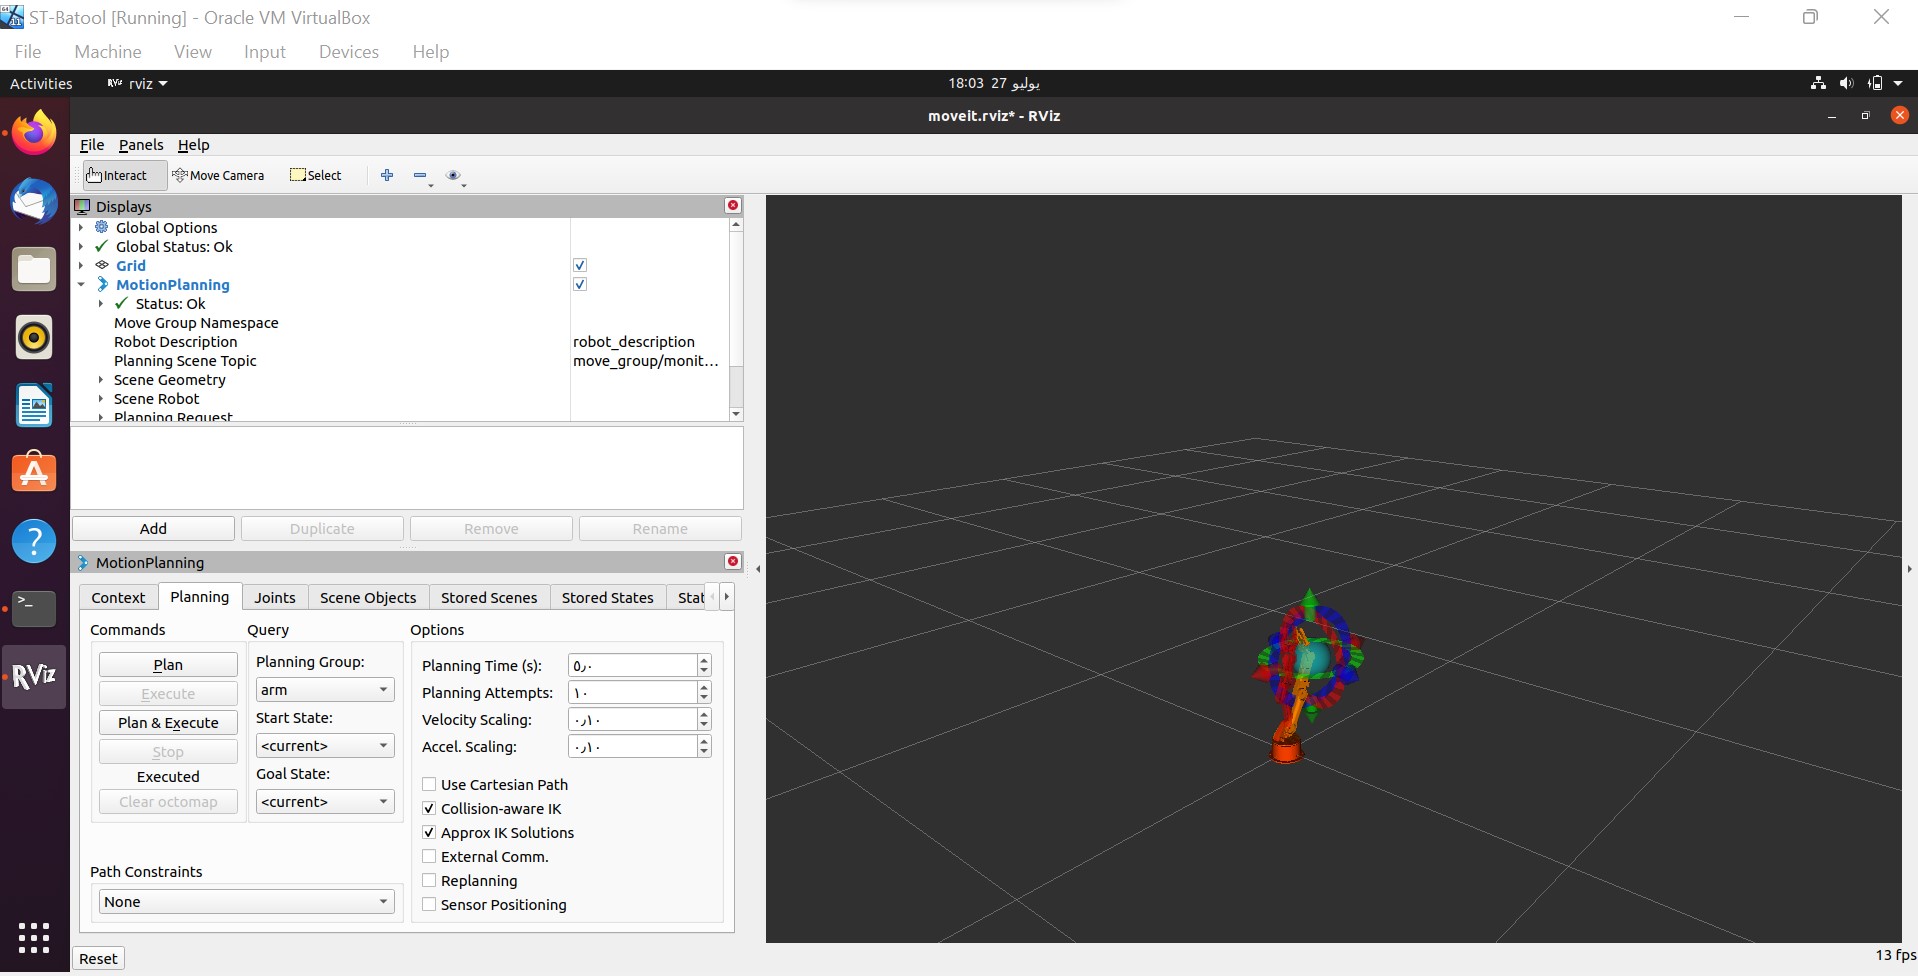 ST-Batool [Running] - Oracle VM VirtualBox
File Machine View Input Devices Help
Activities RViz rviz 18:03 27 يوليو
moveit.rviz* - RViz
File Panels Help
Interact Move Camera Select
Displays
Global Options
Global Status: Ok
Grid
MotionPlanning
Status: Ok
Move Group Namespace
Robot Description robot_description
Planning Scene Topic move_group/monit...
Scene Geometry
Scene Robot
Planning Request
Add Duplicate Remove Rename
MotionPlanning
Context Planning Joints Scene Objects Stored Scenes Stored States Stat
Commands Query Options
Plan
Execute
Plan & Execute
Stop
Executed
Clear octomap
Planning Group:
arm
Start State:
<current>
Goal State:
<current>
Planning Time (s): ٥٫٠
Planning Attempts: ١٠
Velocity Scaling: ٠٫١٠
Accel. Scaling: ٠٫١٠
Use Cartesian Path
Collision-aware IK
Approx IK Solutions
External Comm.
Replanning
Sensor Positioning
Path Constraints
None
RViz
Reset
13 fps